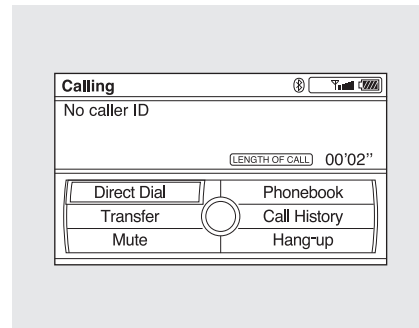 Calling
No caller ID
LENGTH OF CALL 00'02"
Direct Dial
Phonebook
Transfer
Call History
Mute
Hang-up